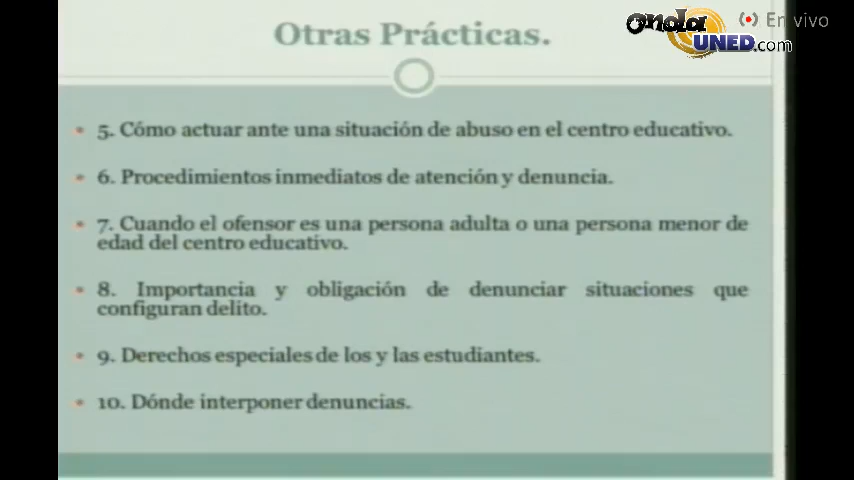 Otras Prácticas.
onda
UNED.com
En vivo
• 5. Cómo actuar ante una situación de abuso en el centro educativo.
• 6. Procedimientos inmediatos de atención y denuncia.
• 7. Cuando el ofensor es una persona adulta o una persona menor de
edad del centro educativo.
• 8. Importancia y obligación de denunciar situaciones que
configuran delito.
• 9. Derechos especiales de los y las estudiantes.
• 10. Dónde interponer denuncias.